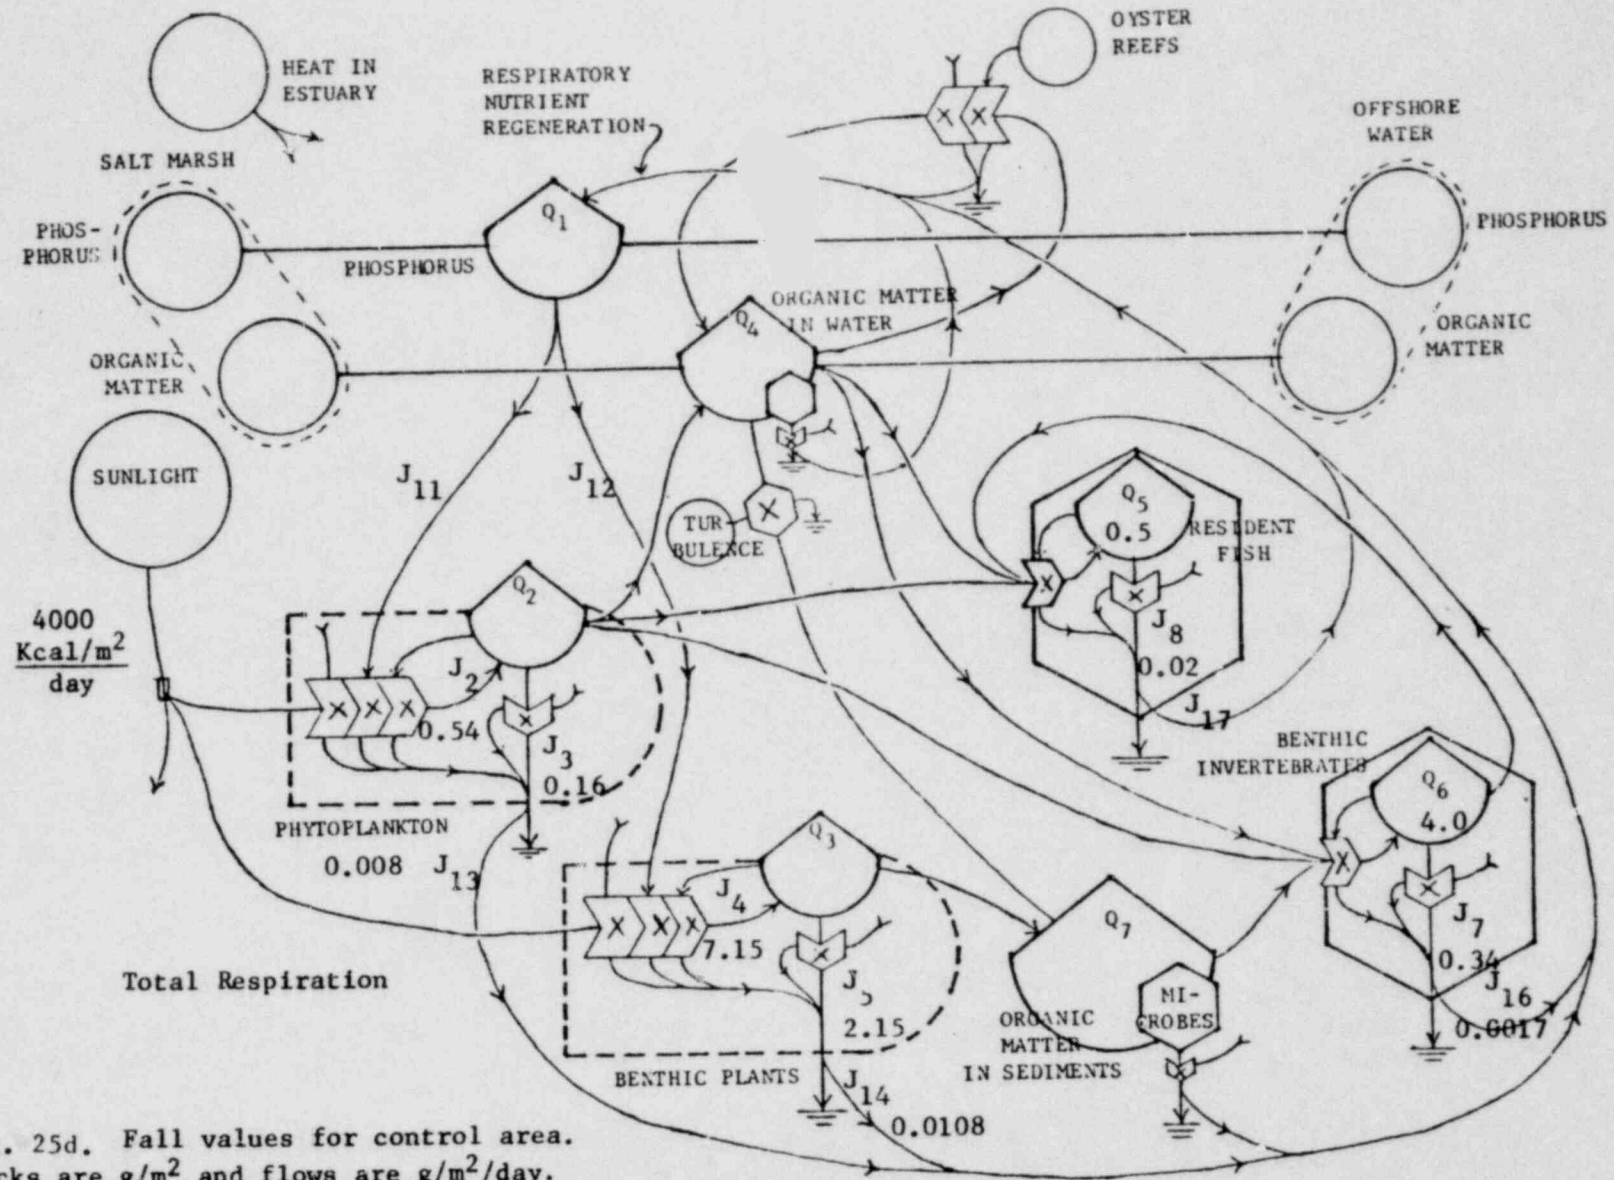 OYSTER
REEFS
HEAT IN
ESTUARY
RESPIRATORY
NUTRIENT
REGENERATION
OFFSHORE
WATER
SALT MARSH
PHOS-
PHORUS
PHOSPHORUS
Q1
PHOSPHORUS
ORGANIC MATTER
IN WATER
Q4
ORGANIC
MATTER
ORGANIC
MATTER
SUNLIGHT
J11
J12
TUR
BULENCE
Q5
0.5
RESIDENT
FISH
4000
Kcal/m2
day
Q2
J2
0.54
J3
0.16
J8
0.02
J17
BENTHIC
INVERTEBRATES
Q6
4.0
PHYTOPLANKTON
0.008 J13
Q3
J4
7.15
Q7
J7
0.34
J16
0.0017
Total Respiration
J5
2.15
MI-
CROBES
ORGANIC
MATTER
IN SEDIMENTS
BENTHIC PLANTS
J14
0.0108
. 25d. Fall values for control area.
cks are g/m2 and flows are g/m2/day.